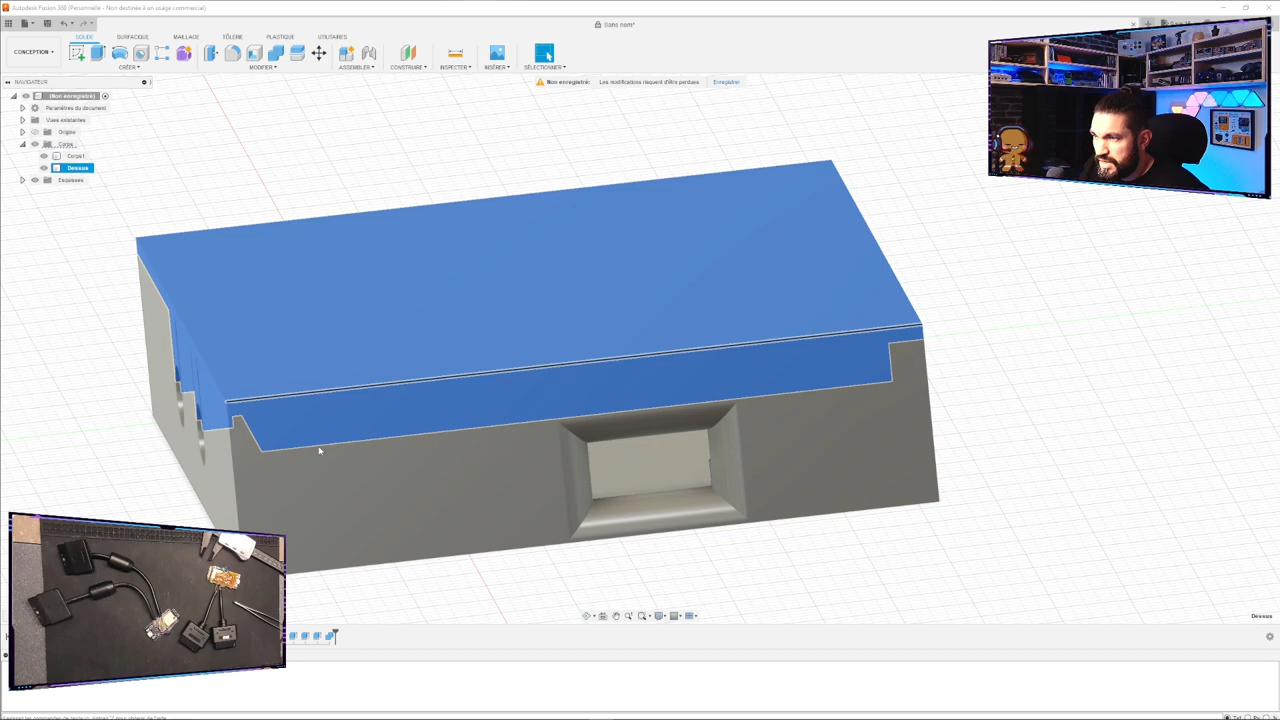 Autodesk Fusion 360 (Personnelle - Non destinée à un usage commercial)
Sans nom*
SOLIDE SURFACIQUE MAILLAGE TÔLERIE PLASTIQUE UTILITAIRES
CONCEPTION
CRÉER MODIFIER ASSEMBLER CONSTRUIRE INSPECTER INSÉRER SÉLECTIONNER
NAVIGATEUR
Non enregistré: Les modifications risquent d'être perdues Enregistrer
(Non enregistré)
Paramètres du document
Vues existantes
Origine
Corps
Corps1
Dessus
Esquisses
Dessus